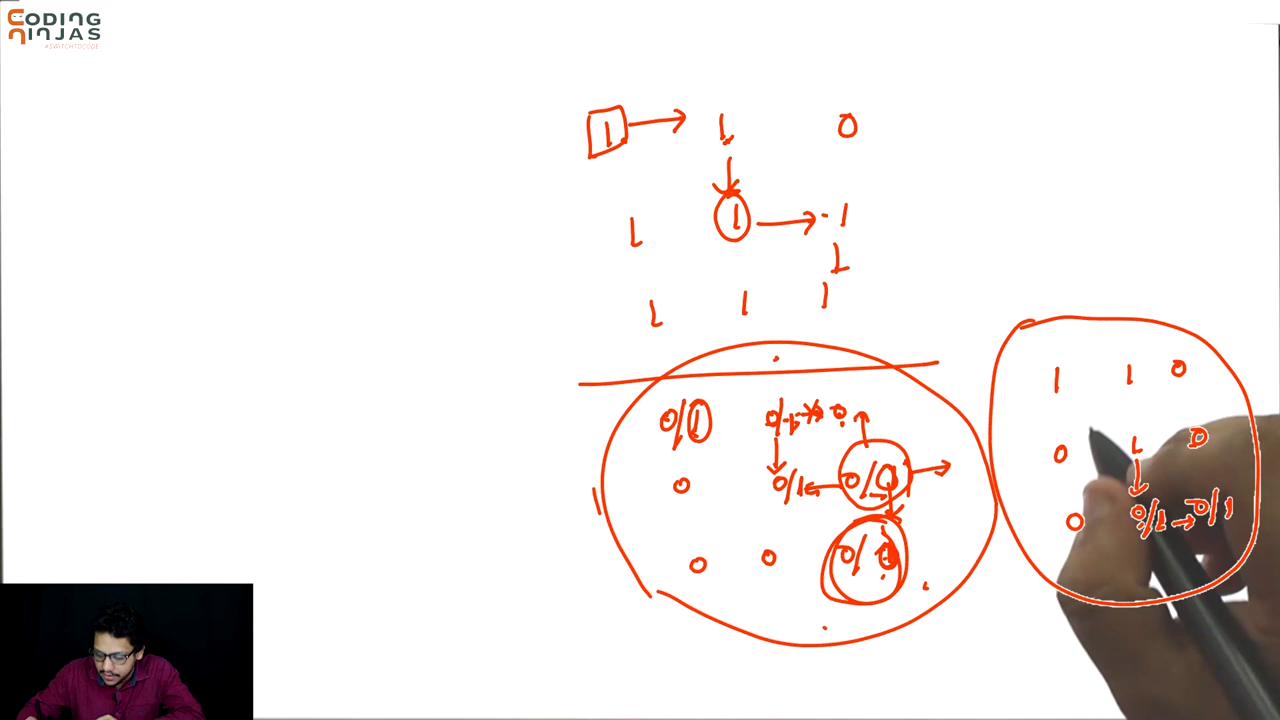 CODING
NINJAS
#SWITCHTOCODE
1 1 0
1 1 1
1
1 1 1
0/1 0/1 0
0 0/1 0/
0 0 0/
1 1 0
0 1 0
0 0/1 0/1